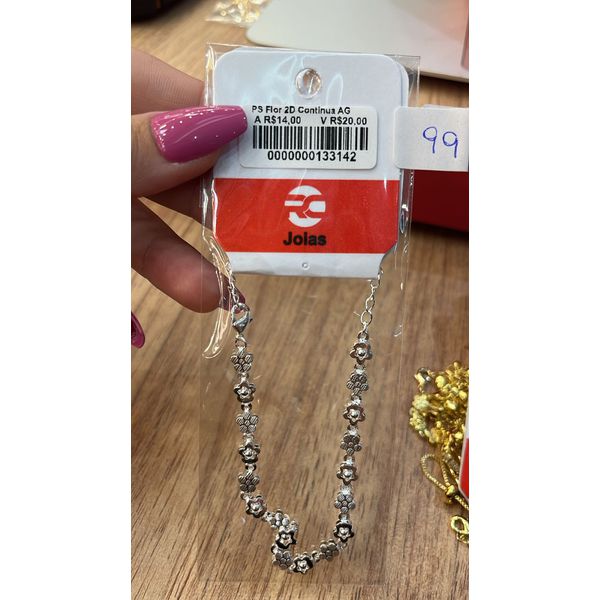 PS Flor 2D Continua AG
A R$14,00 V R$20,00
0000000133142
99
Joias